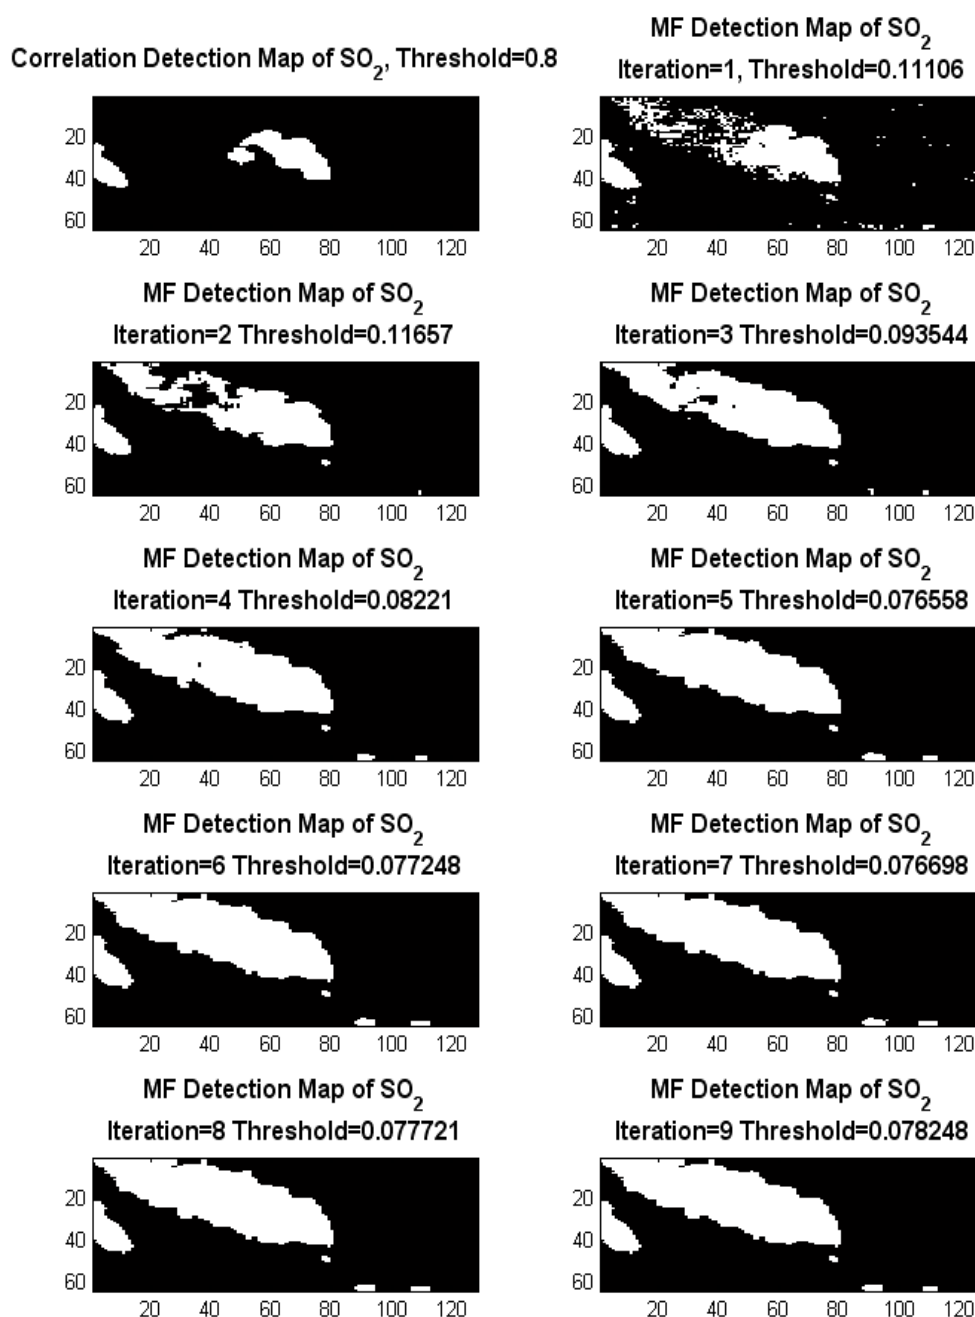 Correlation Detection Map of SO2, Threshold=0.8
20
40
60
20 40 60 80 100 120
MF Detection Map of SO2
Iteration=1, Threshold=0.11106
20
40
60
20 40 60 80 100 120
MF Detection Map of SO2
Iteration=2 Threshold=0.11657
20
40
60
20 40 60 80 100 120
MF Detection Map of SO2
Iteration=3 Threshold=0.093544
20
40
60
20 40 60 80 100 120
MF Detection Map of SO2
Iteration=4 Threshold=0.08221
20
40
60
20 40 60 80 100 120
MF Detection Map of SO2
Iteration=5 Threshold=0.076558
20
40
60
20 40 60 80 100 120
MF Detection Map of SO2
Iteration=6 Threshold=0.077248
20
40
60
20 40 60 80 100 120
MF Detection Map of SO2
Iteration=7 Threshold=0.076698
20
40
60
20 40 60 80 100 120
MF Detection Map of SO2
Iteration=8 Threshold=0.077721
20
40
60
20 40 60 80 100 120
MF Detection Map of SO2
Iteration=9 Threshold=0.078248
20
40
60
20 40 60 80 100 120